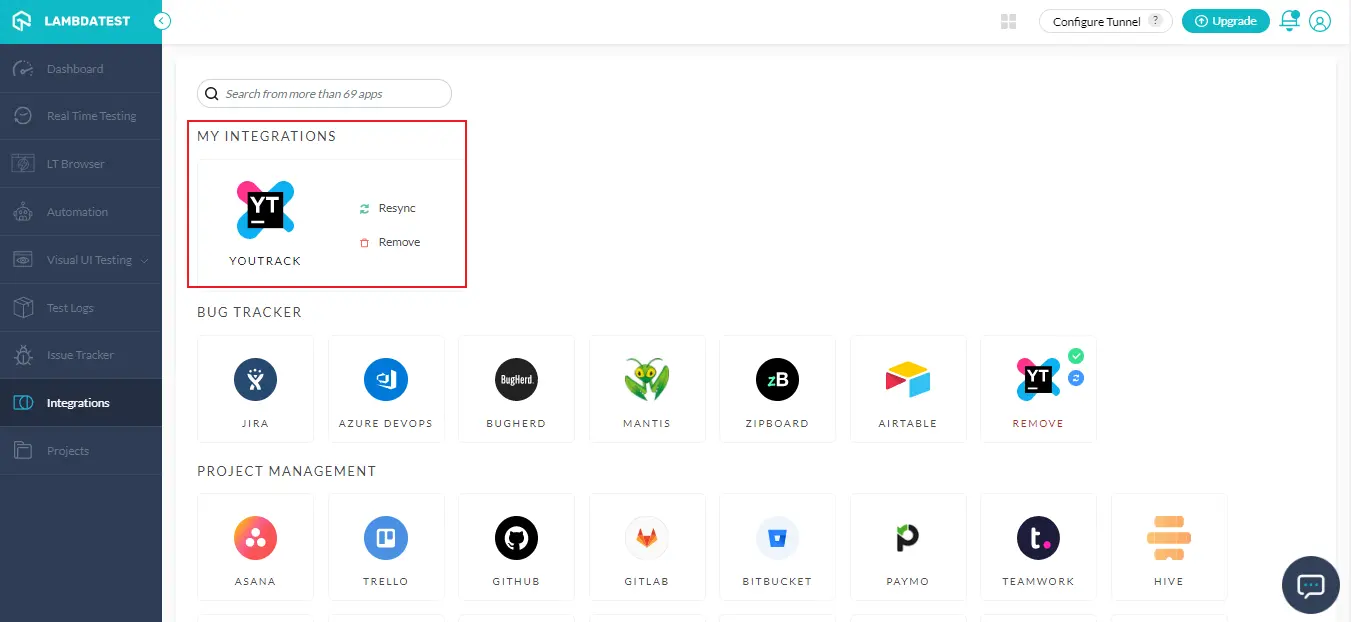 LAMBDATEST
Configure Tunnel ?
Upgrade
Dashboard
Real Time Testing
LT Browser
Automation
Visual UI Testing
Test Logs
Issue Tracker
Integrations
Projects
Search from more than 69 apps
MY INTEGRATIONS
YT
YOUTRACK
Resync
Remove
BUG TRACKER
JIRA
AZURE DEVOPS
BugHerd.
BUGHERD
MANTIS
zB
ZIPBOARD
AIRTABLE
YT
REMOVE
PROJECT MANAGEMENT
ASANA
TRELLO
GITHUB
GITLAB
BITBUCKET
PAYMO
t.
TEAMWORK
HIVE